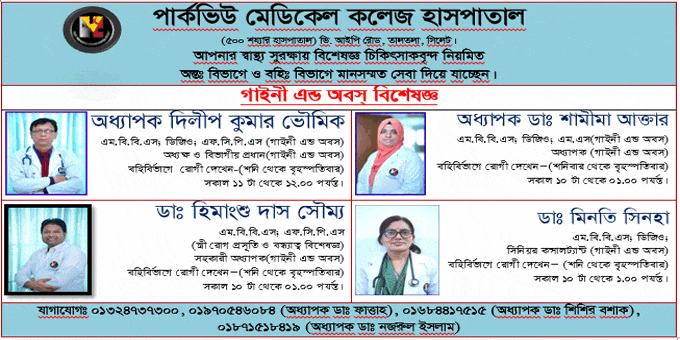 পার্কভিউ মেডিকেল কলেজ হাসপাতাল
(৫০০ শয্যার হাসপাতাল) ভি. আইপি রোড, তালতলা, সিলেট।
আপনার স্বাস্থ্য সুরক্ষায় বিশেষজ্ঞ চিকিৎসাকবৃন্দ নিয়মিত
অন্তঃ বিভাগে ও বহিঃ বিভাগে মানসম্মত সেবা দিয়ে যাচ্ছেন।
গাইনী এন্ড অবস্ বিশেষজ্ঞ
অধ্যাপক দিলীপ কুমার ভৌমিক
এম.বি.বি.এস; ডিজিও; এফ.সি.পি.এস (গাইনী এন্ড অবস)
অধ্যক্ষ ও বিভাগীয় প্রধান(গাইনী এন্ড অবস)
বহির্বিভাগে রোগী দেখেন–(শনি থেকে বৃহস্পতিবার)
সকাল ১১ টা থেকে ১২.০০ পর্যন্ত।
অধ্যাপক ডাঃ শামীমা আক্তার
এম.বি.বি.এস; ডিজিও; এম.এস(গাইনী এন্ড অবস)
অধ্যাপক (গাইনী এন্ড অবস)
বহির্বিভাগে রোগী দেখেন–(শনিবার থেকে বৃহস্পতিবার)
সকাল ১০ টা থেকে ০১.০০ পর্যন্ত।
ডাঃ হিমাংশু দাস সৌম্য
এম.বি.বি.এস; এফ.সি.পি.এস
(স্ত্রী রোগ প্রসূতি ও বন্ধ্যাত্ব বিশেষজ্ঞ)
সহকারী অধ্যাপক(গাইনী এন্ড অবস)
বহির্বিভাগে রোগী দেখেন–(শনি থেকে বৃহস্পতিবার)
সকাল ১০ টা থেকে ০১.০০ পর্যন্ত।
ডাঃ মিনতি সিনহা
এম.বি.বি.এস; ডিজিও;
সিনিয়র কন্সালট্যান্ট (গাইনী এন্ড অবস)
বহির্বিভাগে রোগী দেখেন– (শনি থেকে বৃহস্পতিবার)
সকাল ১০ টা থেকে ১.০০ পর্যন্ত।
যাগাযোগঃ ০১৩২৪৭৩৭৩০০, ০১৯৭০৫৪৬০৮৪ (অধ্যাপক ডাঃ ফাত্তাহ), ০১৬৮৪৪১৭৫১৫ (অধ্যাপক ডাঃ শিশির বশাক),
০১৮৭১৫১৮৪১৯ (অধ্যাপক ডাঃ নজরুল ইসলাম)